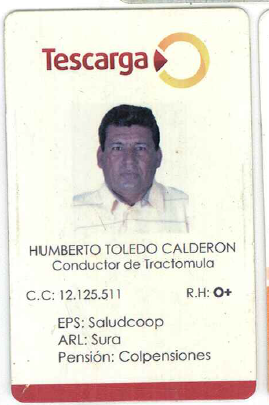 Tescarga
HUMBERTO TOLEDO CALDERON
Conductor de Tractomula
C.C: 12.125.511 R.H: O+
EPS: Saludcoop
ARL: Sura
Pensión: Colpensiones